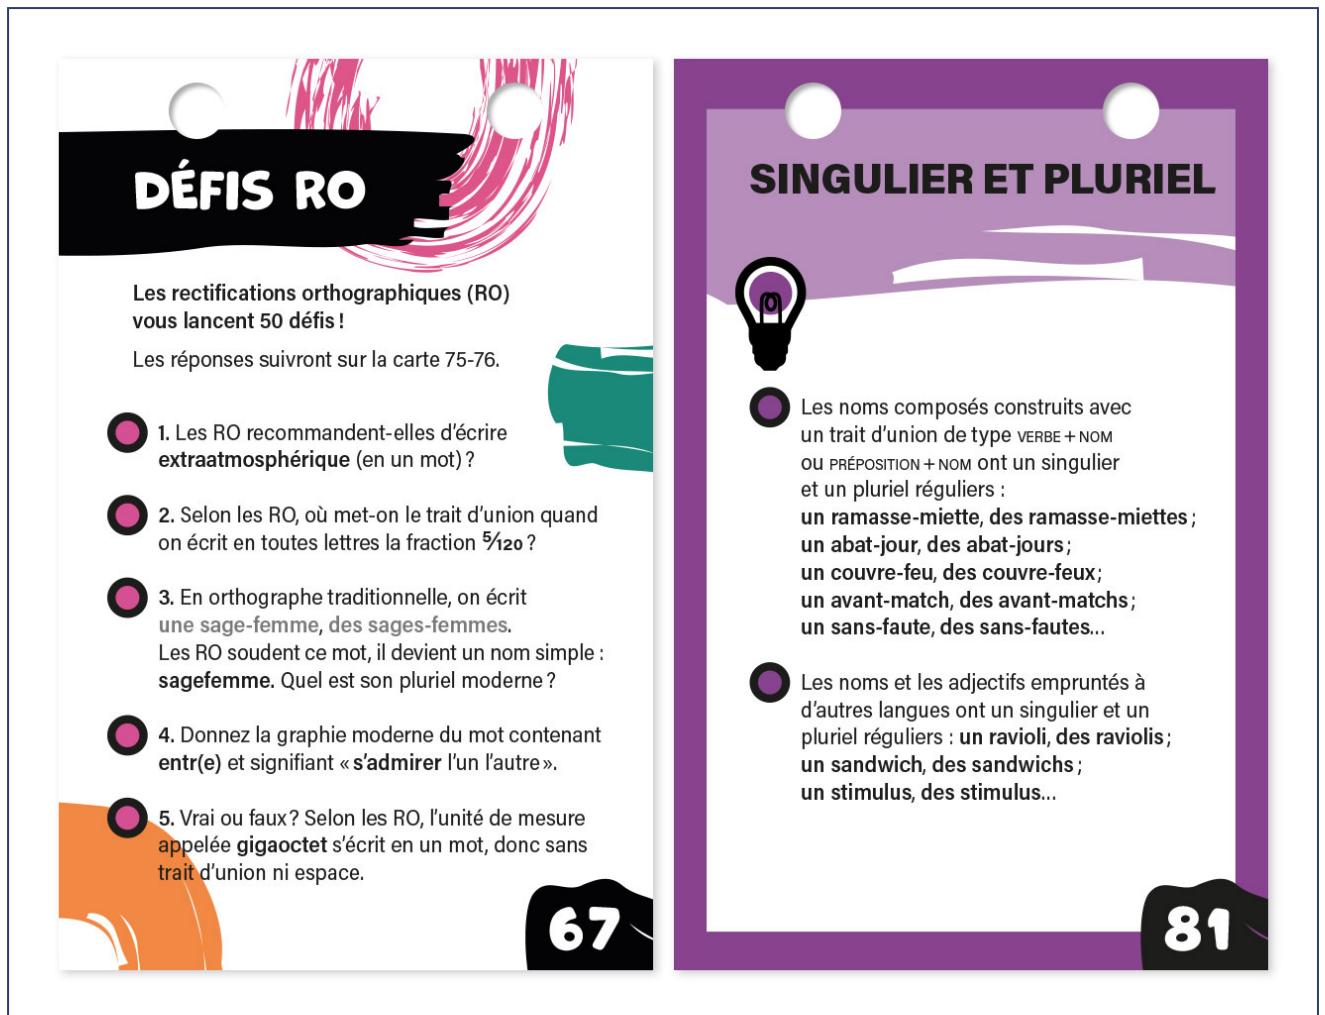 DÉFIS RO
Les rectifications orthographiques (RO)
vous lancent 50 défis !
Les réponses suivront sur la carte 75-76.
1. Les RO recommandent-elles d’écrire
extraatmosphérique (en un mot) ?
2. Selon les RO, où met-on le trait d’union quand
on écrit en toutes lettres la fraction 5/120 ?
3. En orthographe traditionnelle, on écrit
une sage-femme, des sages-femmes.
Les RO soudent ce mot, il devient un nom simple :
sagefemme. Quel est son pluriel moderne ?
4. Donnez la graphie moderne du mot contenant
entr(e) et signifiant « s’admirer l’un l’autre ».
5. Vrai ou faux ? Selon les RO, l’unité de mesure
appelée gigaoctet s’écrit en un mot, donc sans
trait d’union ni espace.
67
SINGULIER ET PLURIEL
Les noms composés construits avec
un trait d’union de type VERBE + NOM
ou PRÉPOSITION + NOM ont un singulier
et un pluriel réguliers :
un ramasse-miette, des ramasse-miettes ;
un abat-jour, des abat-jours ;
un couvre-feu, des couvre-feux ;
un avant-match, des avant-matchs ;
un sans-faute, des sans-fautes...
Les noms et les adjectifs empruntés à
d’autres langues ont un singulier et un
pluriel réguliers : un ravioli, des raviolis ;
un sandwich, des sandwichs ;
un stimulus, des stimulus...
81